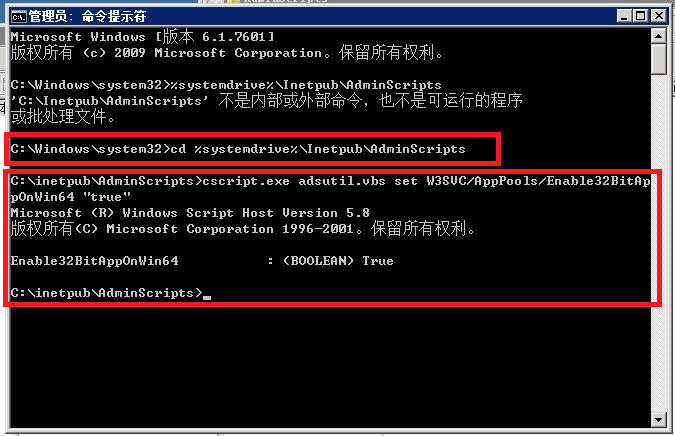 AdminScripts
管理员: 命令提示符
Microsoft Windows [版本 6.1.7601]
版权所有 (c) 2009 Microsoft Corporation。保留所有权利。
C:\Windows\system32>%systemdrive%\Inetpub\AdminScripts
'C:\Inetpub\AdminScripts' 不是内部或外部命令，也不是可运行的程序
或批处理文件。
C:\Windows\system32>cd %systemdrive%\Inetpub\AdminScripts
C:\inetpub\AdminScripts>cscript.exe adsutil.vbs set W3SVC/AppPools/Enable32BitAp
pOnWin64 "true"
Microsoft (R) Windows Script Host Version 5.8
版权所有(C) Microsoft Corporation 1996-2001。保留所有权利。
Enable32BitAppOnWin64           : (BOOLEAN) True
C:\inetpub\AdminScripts>_